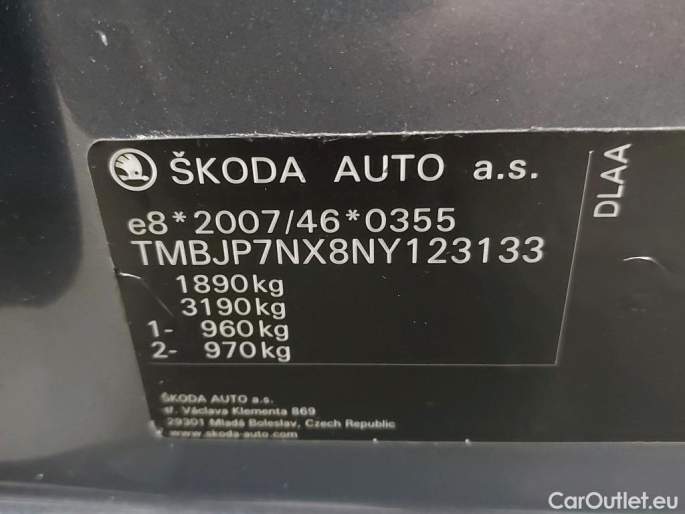 ŠKODA AUTO a.s.
e8*2007/46*0355
TMBJP7NX8NY123133
1890kg
3190kg
1- 960kg
2- 970kg
DLAA
ŠKODA AUTO a.s.
tř. Václava Klementa 869
29301 Mladá Boleslav, Czech Republic
www.skoda-auto.com
CarOutlet.eu